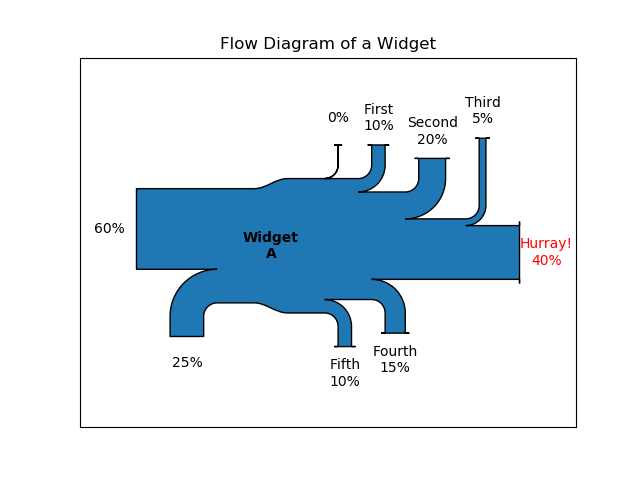 Flow Diagram of a Widget
Third
5%
0%
First
10%
Second
20%
60%
Widget
A
Hurray!
40%
25%
Fifth
10%
Fourth
15%